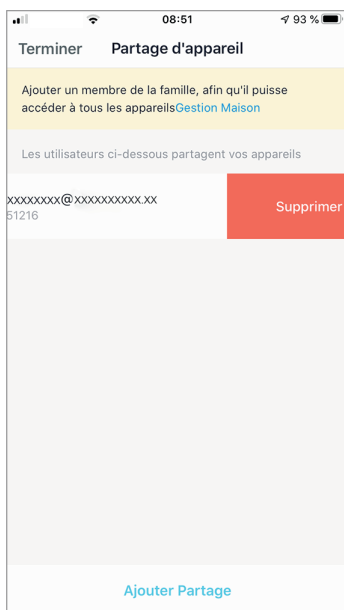 08:51
93 %
Terminer Partage d'appareil
Ajouter un membre de la famille, afin qu'il puisse
accéder à tous les appareilsGestion Maison
Les utilisateurs ci-dessous partagent vos appareils
xxxxxxxx@xxxxxxxxxx.xx
51216
Supprimer
Ajouter Partage